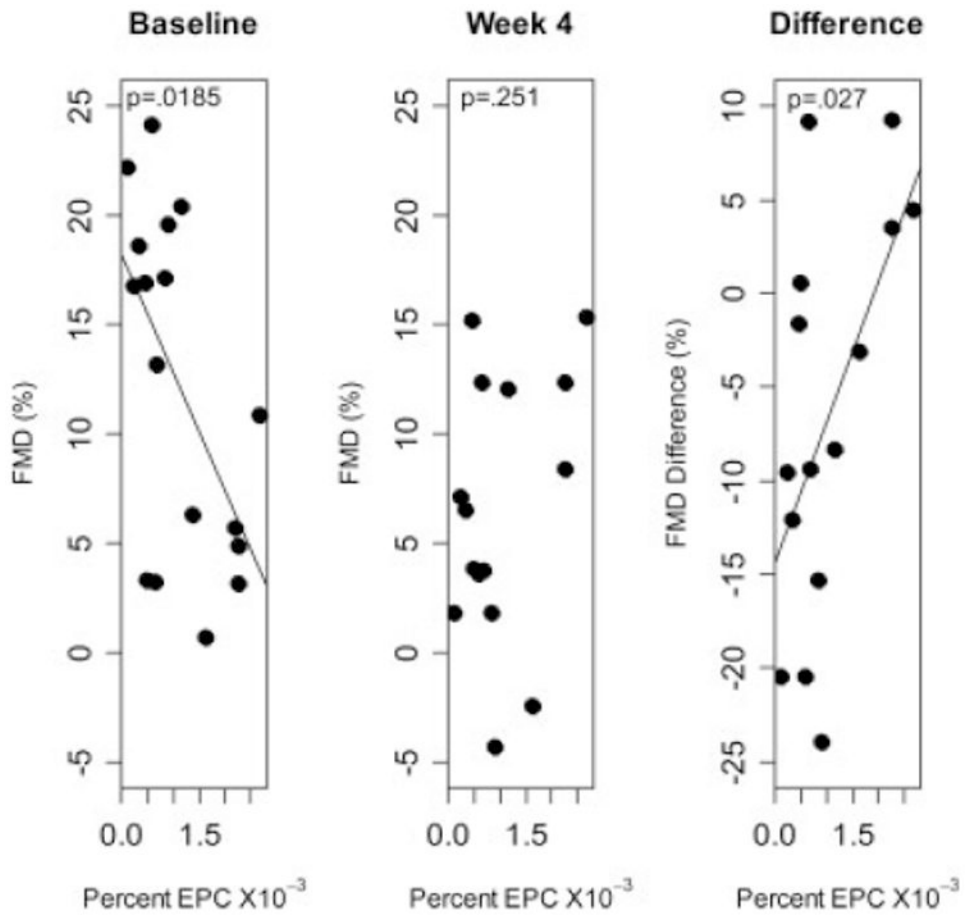 Baseline
p=.0185
25
20
15
10
5
0
-5
FMD (%)
0.0 1.5
Percent EPC X10⁻³
Week 4
p=.251
25
20
15
10
5
0
-5
FMD (%)
0.0 1.5
Percent EPC X10⁻³
Difference
p=.027
10
5
0
-5
-10
-15
-20
-25
FMD Difference (%)
0.0 1.5
Percent EPC X10⁻³